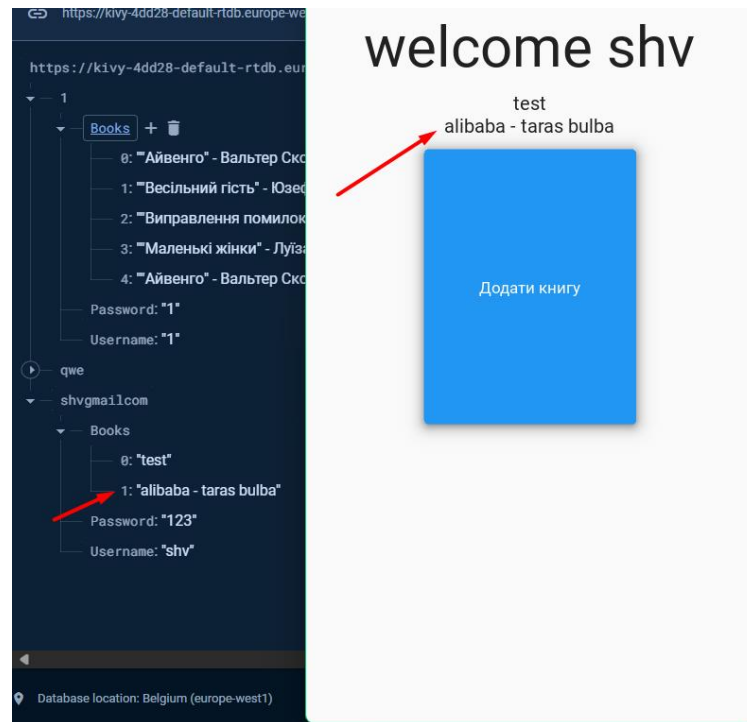 https://kivy-4dd28-default-rtdb.europe-we
https://kivy-4dd28-default-rtdb.eur
1
Books
0: ""Айвенго" - Вальтер Ско
1: ""Весільний гість" - Юзеф
2: ""Виправлення помилок
3: ""Маленькі жінки" - Луїза
4: ""Айвенго" - Вальтер Ско
Password: "1"
Username: "1"
qwe
shvgmailcom
Books
0: "test"
1: "alibaba - taras bulba"
Password: "123"
Username: "shv"
Database location: Belgium (europe-west1)
welcome shv
test
alibaba - taras bulba
Додати книгу